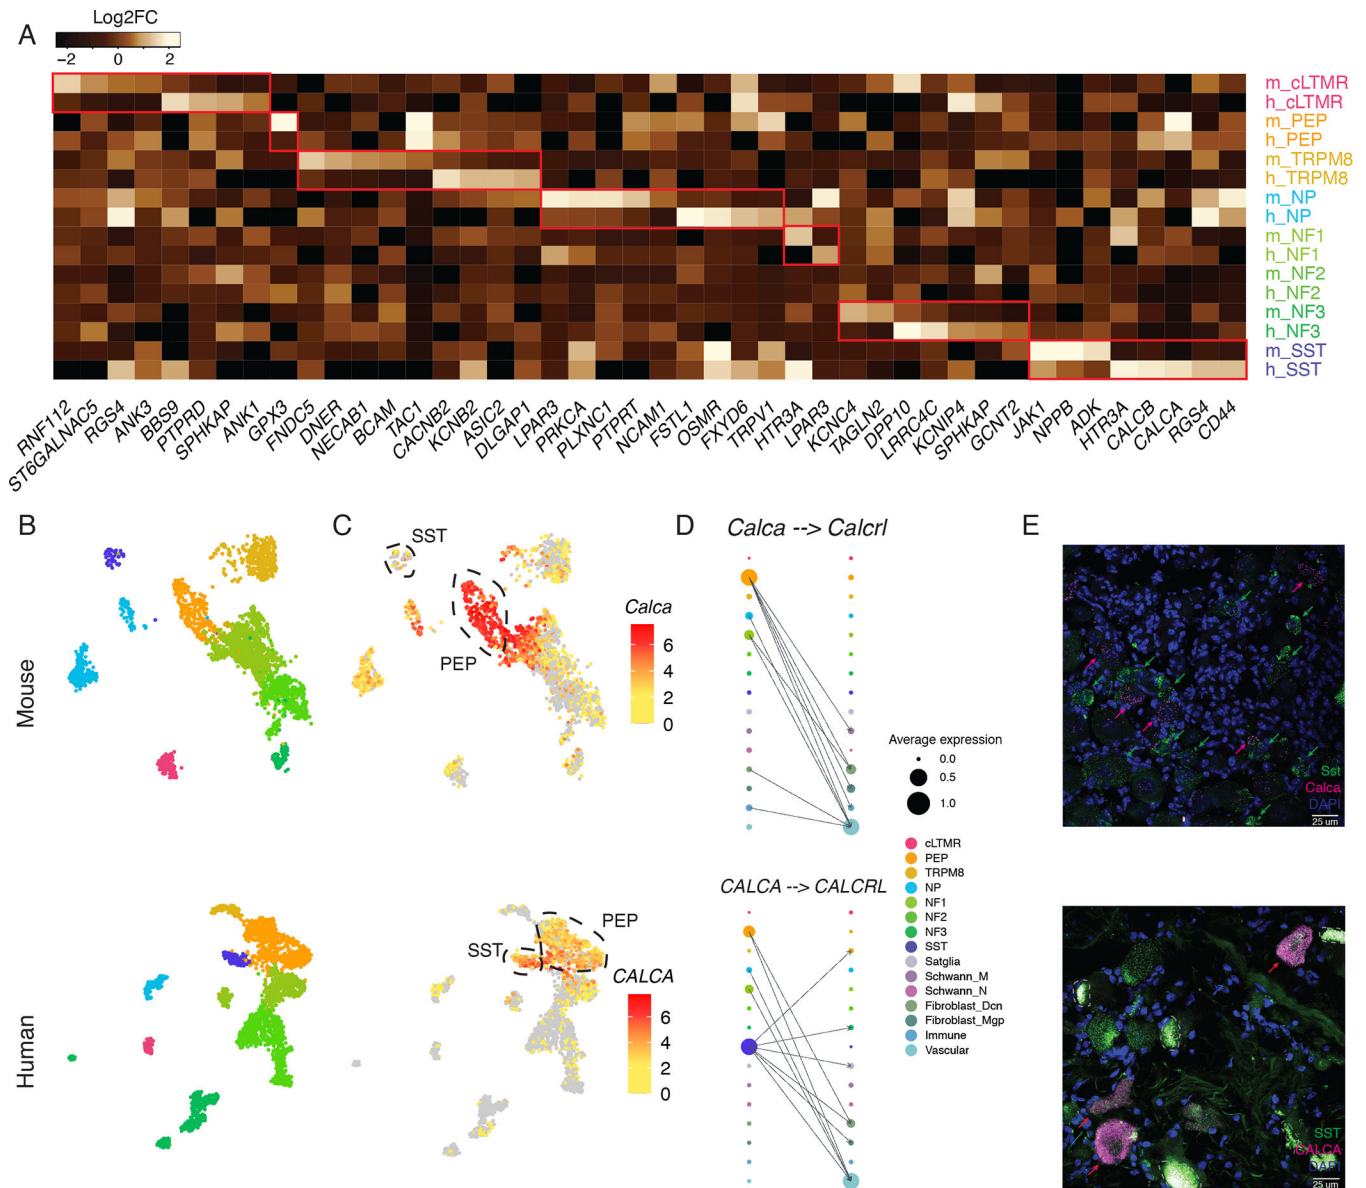 A
Log2FC
−2 0 2
m_cLTMR
h_cLTMR
m_PEP
h_PEP
m_TRPM8
h_TRPM8
m_NP
h_NP
m_NF1
h_NF1
m_NF2
h_NF2
m_NF3
h_NF3
m_SST
h_SST
RNF112
ST6GALNAC5
RGS4
ANK3
BBS9
PTPRD
SPHKAP
ANK1
GPX3
FNDC5
DNER
NECAB1
BCAM
TAC1
CACNB2
KCNB2
ASIC2
DLGAP1
LPAR3
PRKCA
PLXNC1
PTPRT
NCAM1
FSTL1
OSMR
FXYD6
TRPV1
HTR3A
LPAR3
KCNC4
TAGLN2
DPP10
LRRC4C
KCNIP4
SPHKAP
GCNT2
JAK1
NPPB
ADK
HTR3A
CALCB
CALCA
RGS4
CD44
B
Mouse
Human
C
SST
PEP
Calca
6
4
2
0
PEP
SST
CALCA
6
4
2
0
D
Calca --> Calcrl
CALCA --> CALCRL
Average expression
0.0
0.5
1.0
cLTMR
PEP
TRPM8
NP
NF1
NF2
NF3
SST
Satglia
Schwann_M
Schwann_N
Fibroblast_Dcn
Fibroblast_Mgp
Immune
Vascular
E
Sst
Calca
DAPI
25 um
SST
CALCA
DAPI
25 um